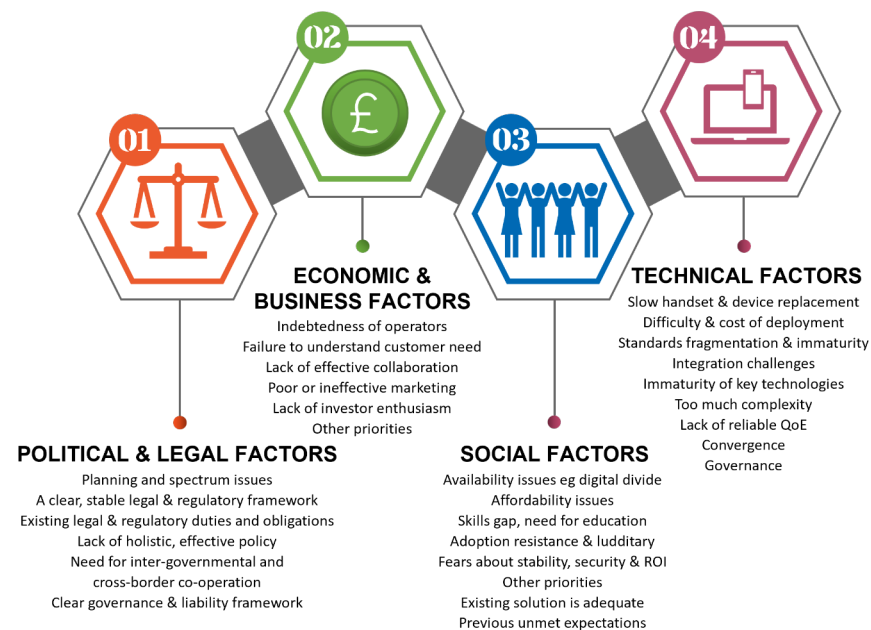 01
POLITICAL & LEGAL FACTORS
Planning and spectrum issues
A clear, stable legal & regulatory framework
Existing legal & regulatory duties and obligations
Lack of holistic, effective policy
Need for inter-governmental and
cross-border co-operation
Clear governance & liability framework
02
£
ECONOMIC &
BUSINESS FACTORS
Indebtedness of operators
Failure to understand customer need
Lack of effective collaboration
Poor or ineffective marketing
Lack of investor enthusiasm
Other priorities
03
SOCIAL FACTORS
Availability issues eg digital divide
Affordability issues
Skills gap, need for education
Adoption resistance & ludditary
Fears about stability, security & ROI
Other priorities
Existing solution is adequate
Previous unmet expectations
04
TECHNICAL FACTORS
Slow handset & device replacement
Difficulty & cost of deployment
Standards fragmentation & immaturity
Integration challenges
Immaturity of key technologies
Too much complexity
Lack of reliable QoE
Convergence
Governance